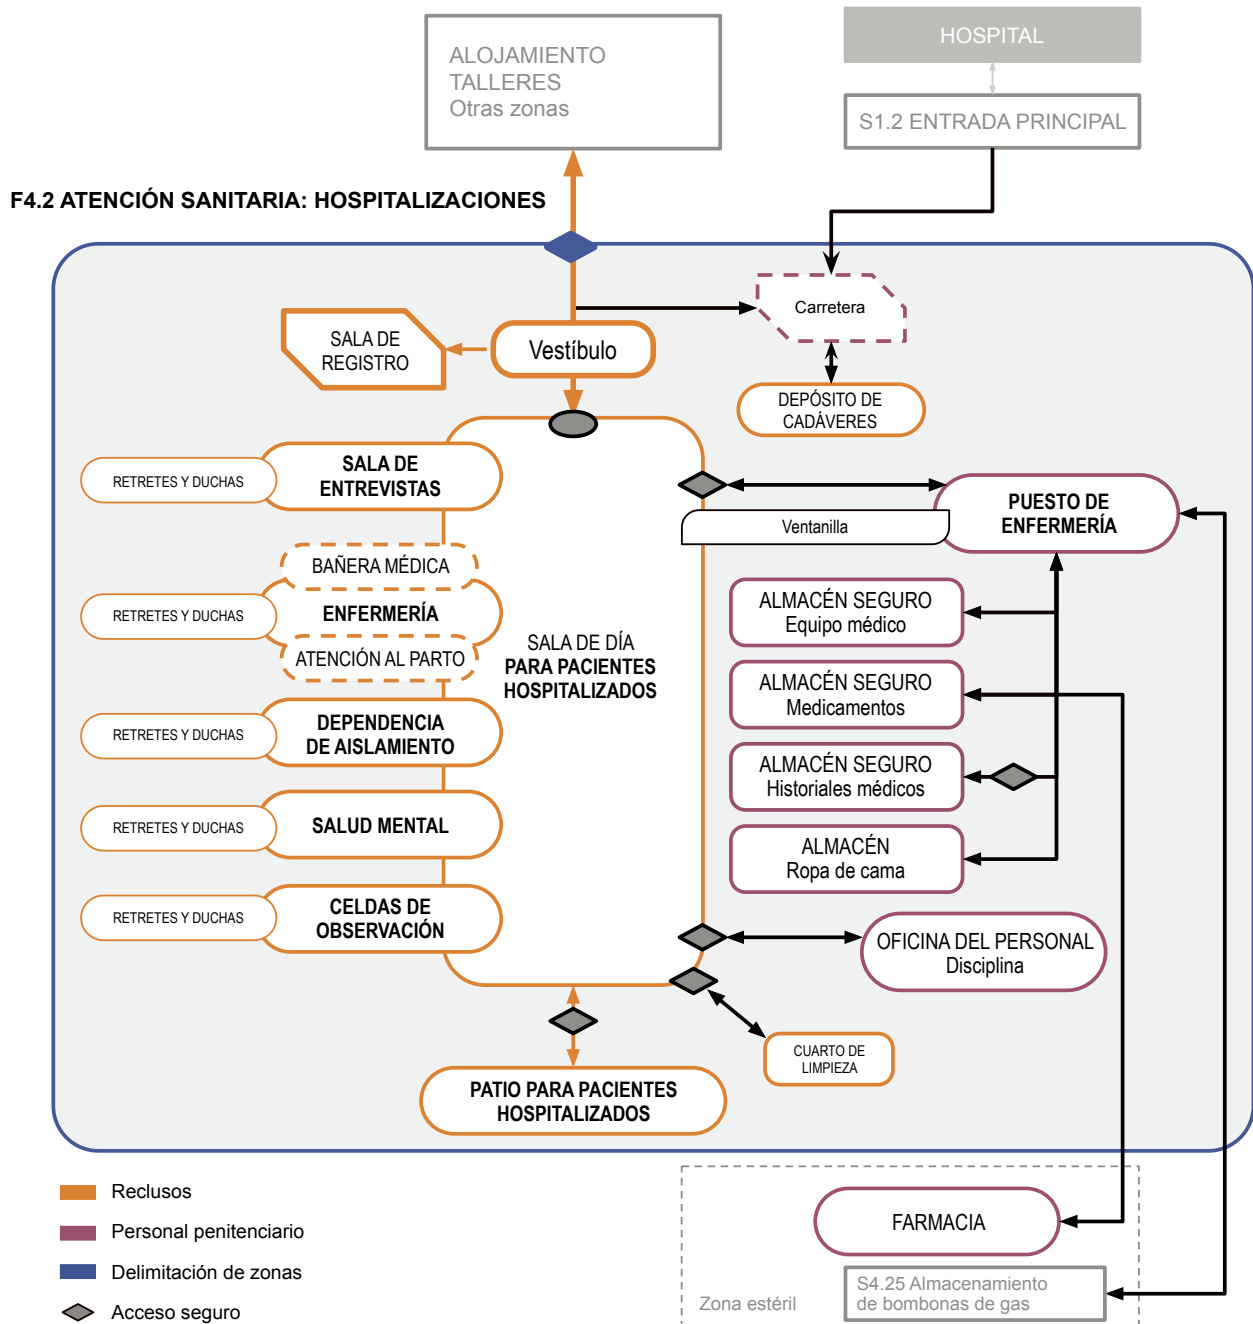 ALOJAMIENTO
TALLERES
Otras zonas
HOSPITAL
S1.2 ENTRADA PRINCIPAL
F4.2 ATENCIÓN SANITARIA: HOSPITALIZACIONES
Carretera
SALA DE
REGISTRO
Vestíbulo
DEPÓSITO DE
CADÁVERES
RETRETES Y DUCHAS
SALA DE
ENTREVISTAS
PUESTO DE
ENFERMERÍA
Ventanilla
BAÑERA MÉDICA
RETRETES Y DUCHAS
ENFERMERÍA
ATENCIÓN AL PARTO
SALA DE DÍA
PARA PACIENTES
HOSPITALIZADOS
ALMACÉN SEGURO
Equipo médico
ALMACÉN SEGURO
Medicamentos
RETRETES Y DUCHAS
DEPENDENCIA
DE AISLAMIENTO
ALMACÉN SEGURO
Historiales médicos
RETRETES Y DUCHAS
SALUD MENTAL
ALMACÉN
Ropa de cama
RETRETES Y DUCHAS
CELDAS DE
OBSERVACIÓN
OFICINA DEL PERSONAL
Disciplina
CUARTO DE
LIMPIEZA
PATIO PARA PACIENTES
HOSPITALIZADOS
Reclusos
Personal penitenciario
Delimitación de zonas
Acceso seguro
FARMACIA
Zona estéril
S4.25 Almacenamiento
de bombonas de gas